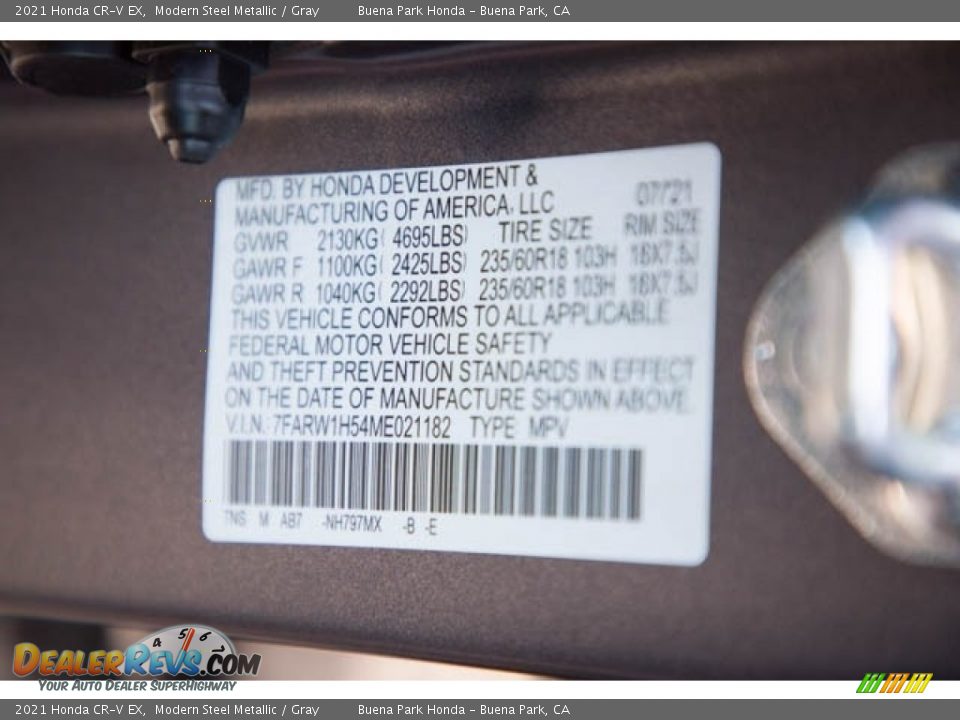 2021 Honda CR-V EX, Modern Steel Metallic / Gray Buena Park Honda - Buena Park, CA
MFD. BY HONDA DEVELOPMENT &
MANUFACTURING OF AMERICA, LLC 07/21
GVWR 2130KG( 4695LBS) TIRE SIZE RIM SIZE
GAWR F 1100KG( 2425LBS) 235/60R18 103H 18X7.5J
GAWR R 1040KG( 2292LBS) 235/60R18 103H 18X7.5J
THIS VEHICLE CONFORMS TO ALL APPLICABLE
FEDERAL MOTOR VEHICLE SAFETY
AND THEFT PREVENTION STANDARDS IN EFFECT
ON THE DATE OF MANUFACTURE SHOWN ABOVE.
V.I.N.: 7FARW1H54ME021182 TYPE MPV
TNS M AB7 -NH797MX -B -E
4 5 6
DEALERREVS.COM
YOUR AUTO DEALER SUPERHIGHWAY
2021 Honda CR-V EX, Modern Steel Metallic / Gray Buena Park Honda - Buena Park, CA